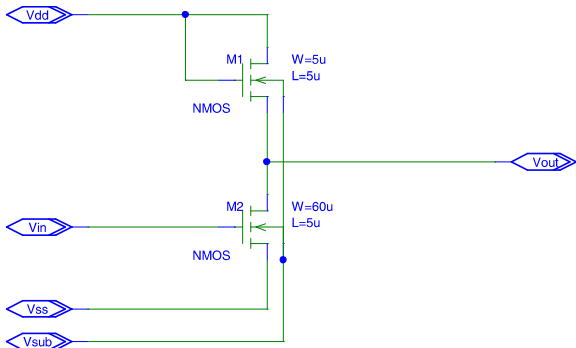 Vdd
M1
W=5u
L=5u
NMOS
Vout
M2
W=60u
L=5u
Vin
NMOS
Vss
Vsub